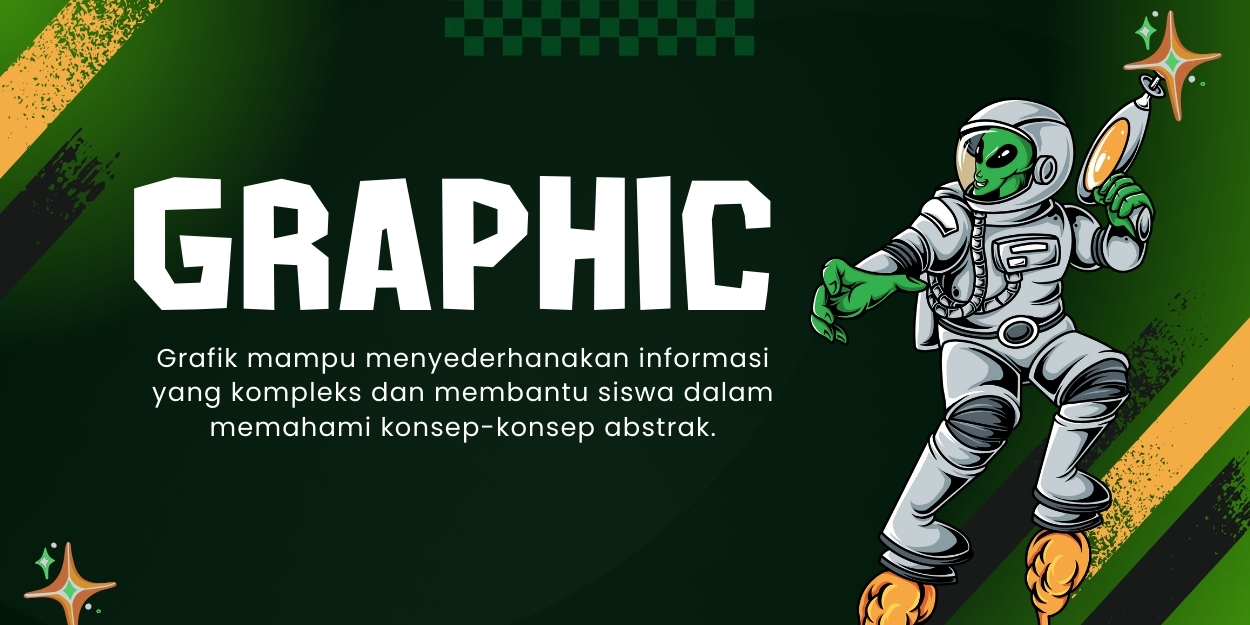 GRAPHIC
Grafik mampu menyederhanakan informasi
yang kompleks dan membantu siswa dalam
memahami konsep-konsep abstrak.